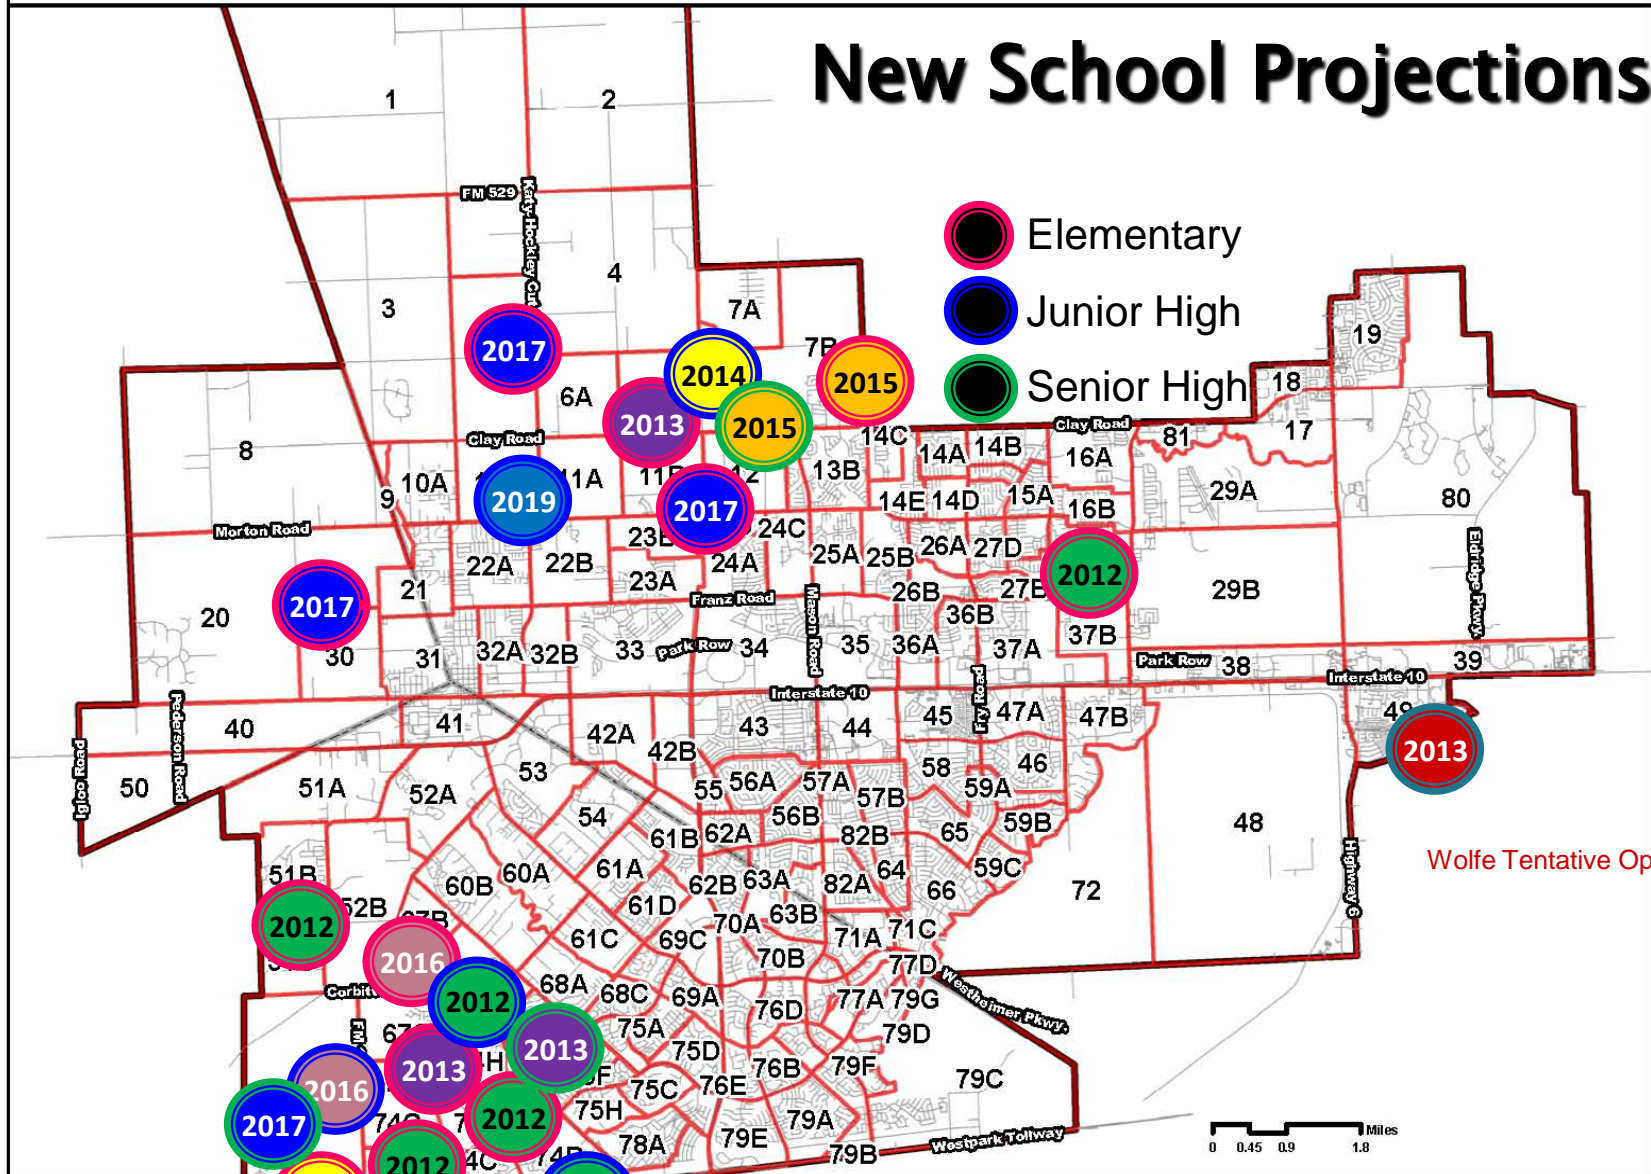 New School Projections
1
2
FM 529
Katy-Hockley Cut
Elementary
3
4
7A
Junior High
19
2017
7B
2014
2015
Senior High
18
6A
2013
2015
Clay Road
Clay Road
14C
81
17
8
14A
14B
16A
9
10A
11A
13B
29A
80
2019
2017
14E
14D
15A
16B
Morton Road
24C
22A
22B
24A
25A
25B
26A
27D
2012
Eldridge Pkwy.
2017
21
23A
26B
29B
20
Franz Road
Mason Road
36B
30
31
32A
32B
33
Park Row
34
35
36A
37A
37B
Park Row
38
39
Interstate 10
Interstate 10
Pederson Road
Fry Road
40
41
42A
42B
43
44
45
47A
47B
2013
Igloo Road
50
51A
52A
53
55
56A
57A
57B
58
59A
46
54
56B
59B
48
61B
62A
82B
65
Highway 6
Wolfe Tentative Op
51B
60B
60A
61A
62B
63A
82A
64
66
59C
72
52B
61D
63B
2012
61C
69C
70A
71A
71C
2016
70B
77D
2012
68A
68C
69A
76D
77A
79G
Westheimer Pkwy.
2013
75A
79D
2013
75D
76B
79F
2016
75C
76E
79C
2017
2012
75H
79A
78A
79E
79B
Westpark Tollway
2012
Miles
0
0.45
0.9
1.8